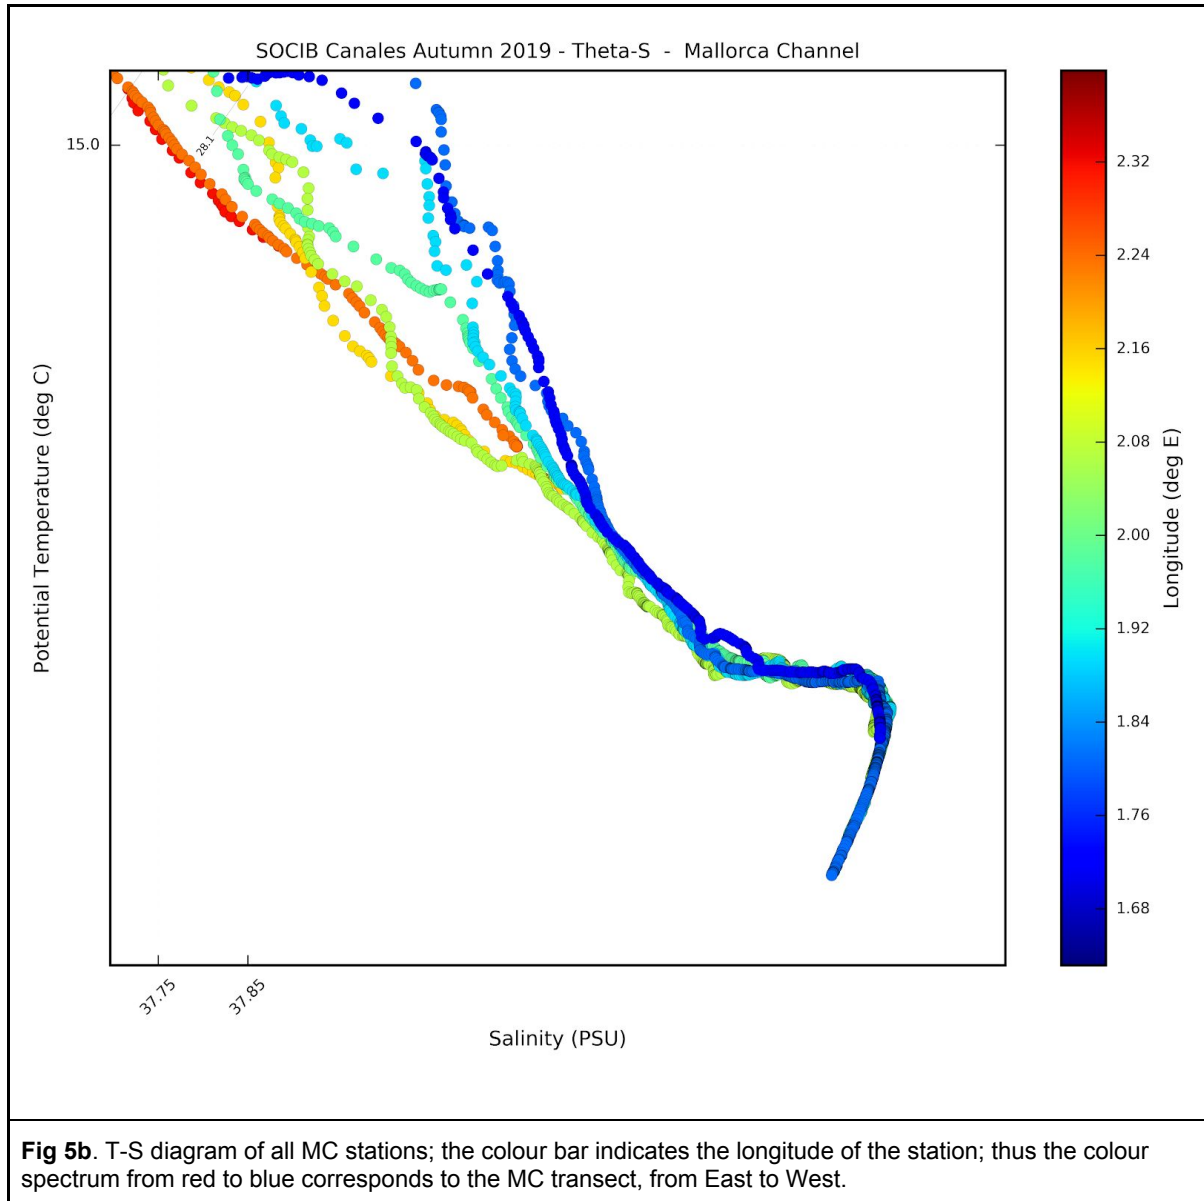 SOCIB Canales Autumn 2019 - Theta-S - Mallorca Channel
15.0
28.1
Potential Temperature (deg C)
37.75
37.85
Salinity (PSU)
2.32
2.24
2.16
2.08
2.00
1.92
1.84
1.76
1.68
Longitude (deg E)
Fig 5b. T-S diagram of all MC stations; the colour bar indicates the longitude of the station; thus the colour
spectrum from red to blue corresponds to the MC transect, from East to West.